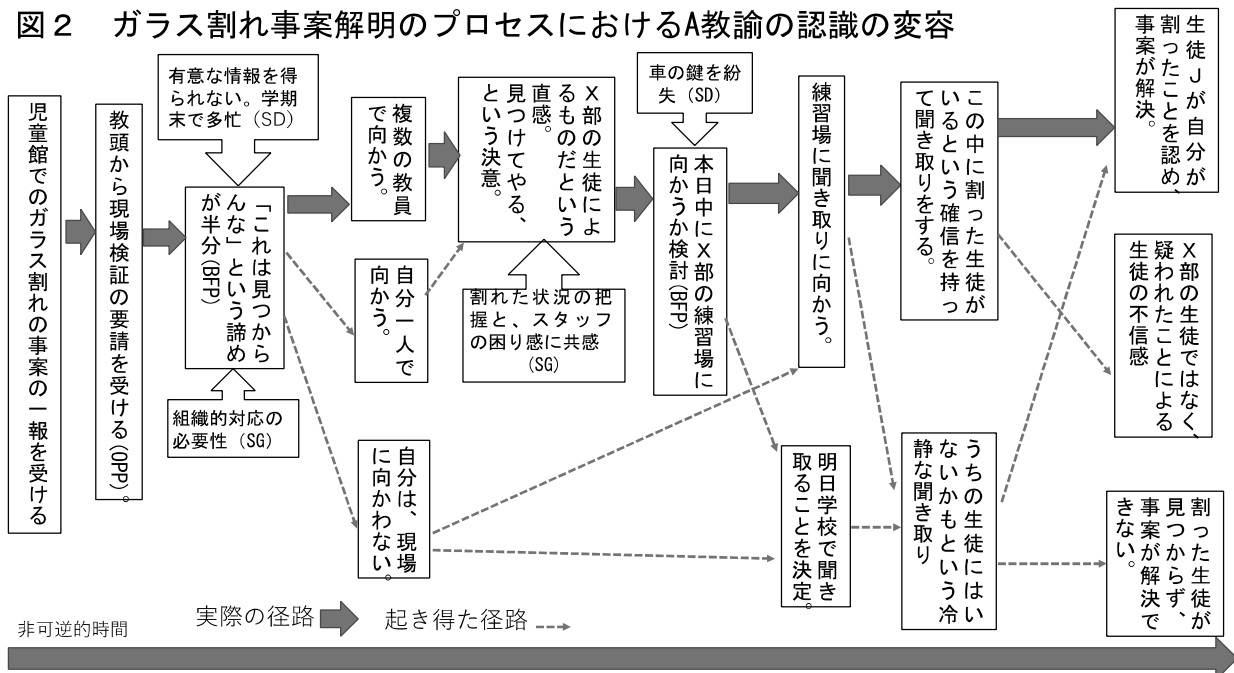 図２　ガラス割れ事案解明のプロセスにおけるA教諭の認識の変容
児童館でのガラス割れの事案の一報を受ける
教頭から現場検証の要請を受ける(OPP)。
有意な情報を得
られない。学期
末で多忙（SD）
「これは見つから
んな」という諦め
が半分(BFP)
組織的対応の
必要性（SG）
複数の教員
で向かう。
自分一人で
向かう。
自分は、現場
に向かわない。
X部の生徒によ
るものだという
直感。
見つけてやる、
という決意。
割れた状況の把
握と、スタッフ
の困り感に共感
（SG）
車の鍵を紛
失（SD）
本日中にX部の練習場に
向かうか検討(BFP)
練習場に聞き取りに向かう。
明日学校で聞き
取ることを決定。
この中に割った生徒が
いるという確信を持っ
て聞き取りをする。
うちの生徒にはい
ないかもという冷
静な聞き取り
生徒Jが自分が
割ったことを認め、
事案が解決。
X部の生徒ではなく、
疑われたことによる
生徒の不信感
割った生徒が
見つからず、
事案が解決で
きない。
実際の径路
起き得た径路
非可逆的時間